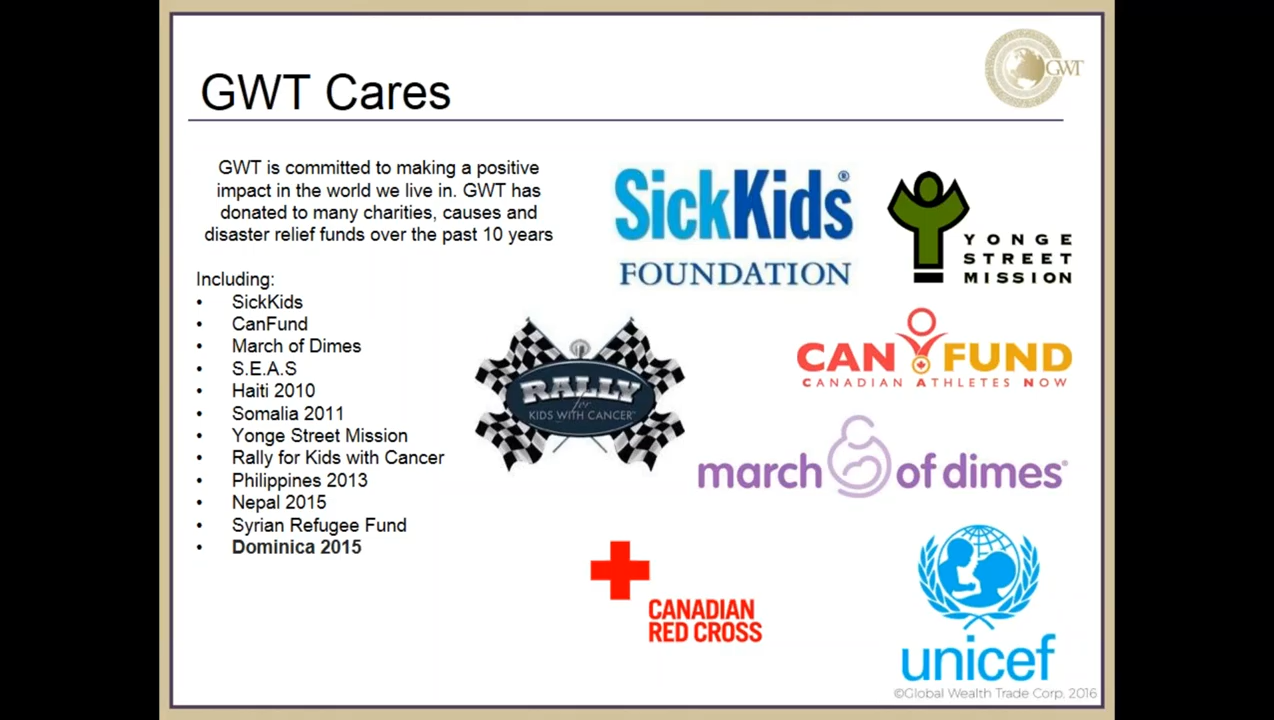 GWT Cares
GWT
GWT is committed to making a positive
impact in the world we live in. GWT has
donated to many charities, causes and
disaster relief funds over the past 10 years
Including:
• SickKids
• CanFund
• March of Dimes
• S.E.A.S
• Haiti 2010
• Somalia 2011
• Yonge Street Mission
• Rally for Kids with Cancer
• Philippines 2013
• Nepal 2015
• Syrian Refugee Fund
• Dominica 2015
SickKids®
FOUNDATION
YONGE
STREET
MISSION
RALLY
for
KIDS WITH CANCER™
CAN FUND
CANADIAN ATHLETES NOW
march of dimes®
CANADIAN
RED CROSS
unicef
©Global Wealth Trade Corp. 2016